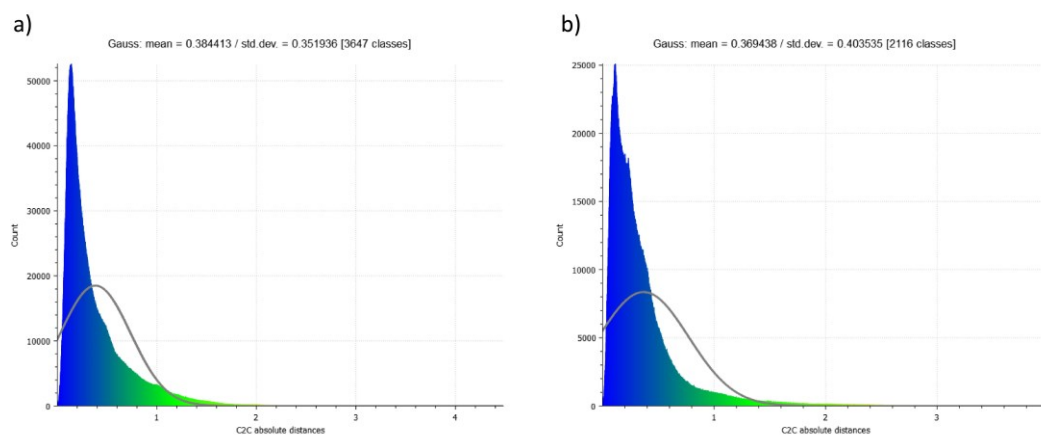 a)
Gauss: mean = 0.384413 / std.dev. = 0.351936 [3647 classes]
50000
40000
30000
20000
10000
0
Count
1
2
3
4
C2C absolute distances
b)
Gauss: mean = 0.369438 / std.dev. = 0.403535 [2116 classes]
25000
20000
15000
10000
5000
0
Count
1
2
3
C2C absolute distances